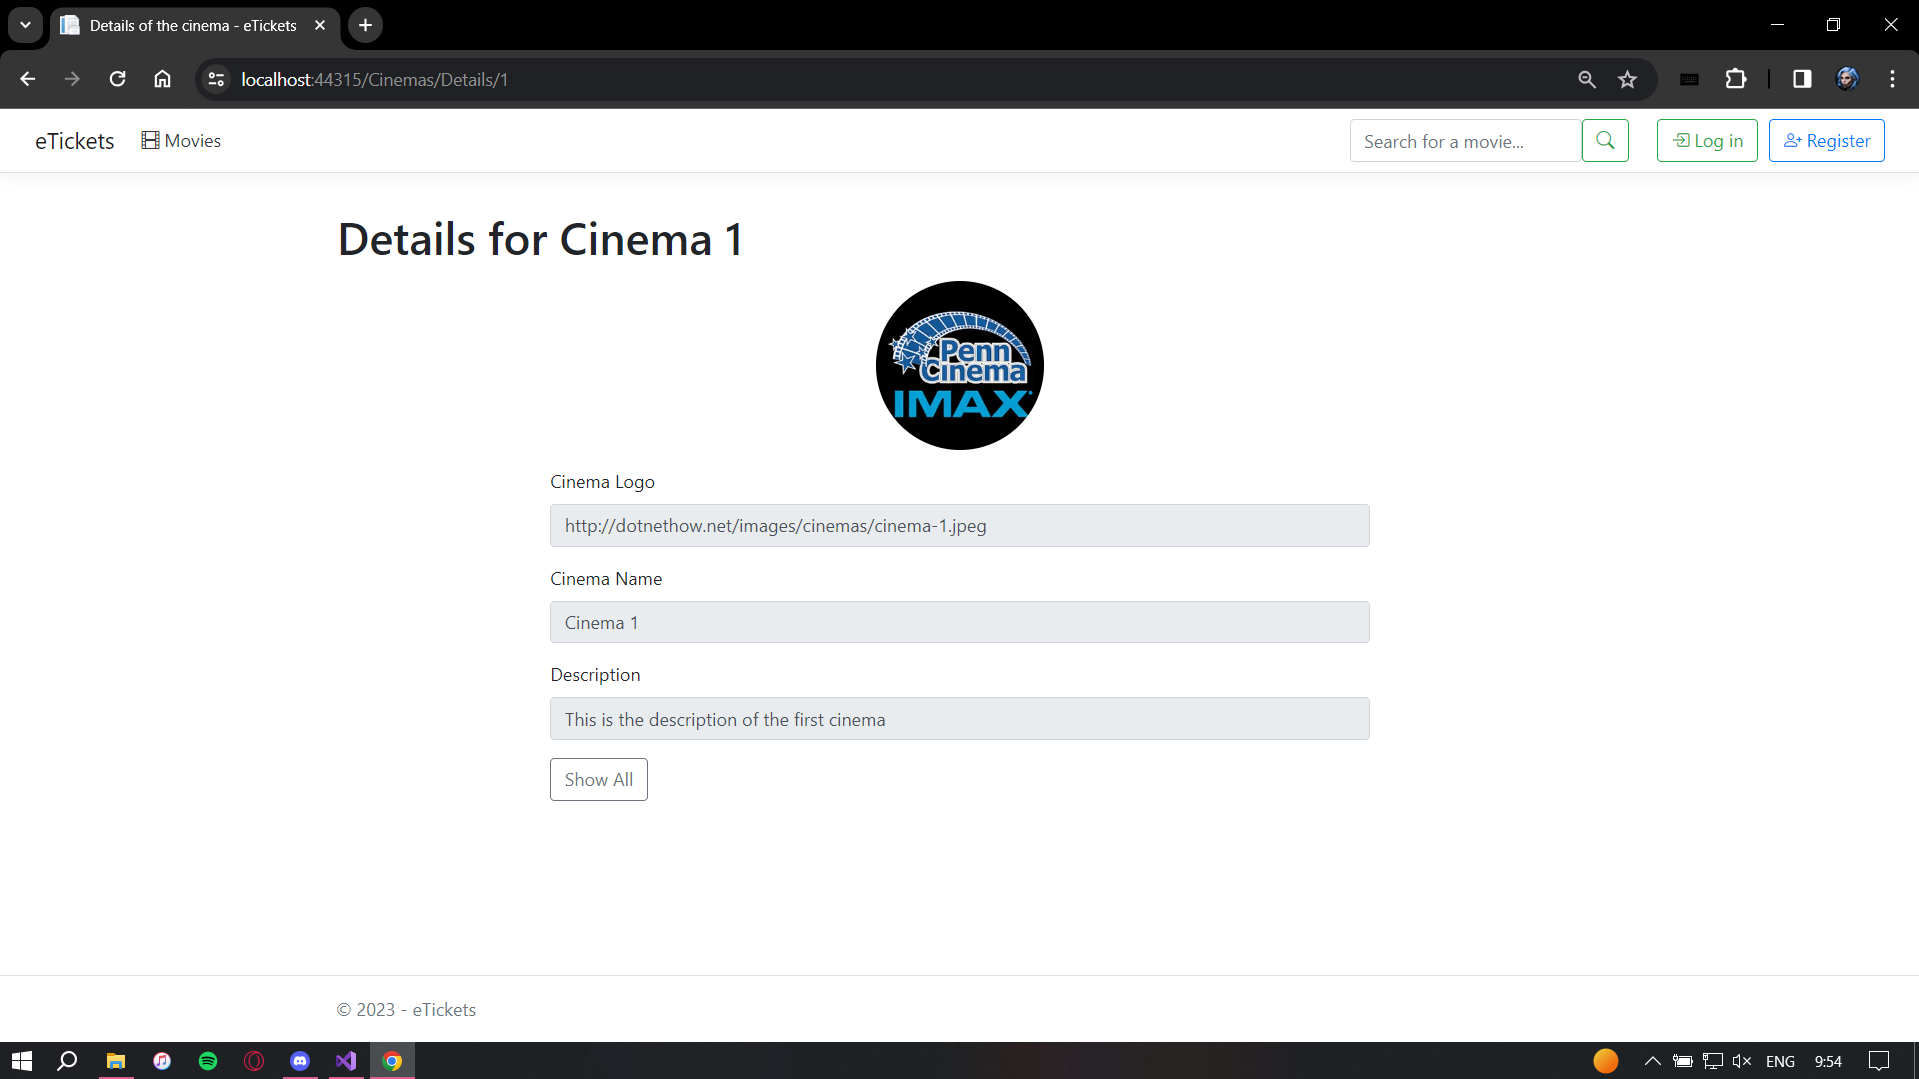 Details of the cinema - eTickets
localhost:44315/Cinemas/Details/1
eTickets Movies Search for a movie... Log in Register
Details for Cinema 1
Penn
Cinema
IMAX
Cinema Logo
http://dotnethow.net/images/cinemas/cinema-1.jpeg
Cinema Name
Cinema 1
Description
This is the description of the first cinema
Show All
© 2023 - eTickets
ENG 9:54